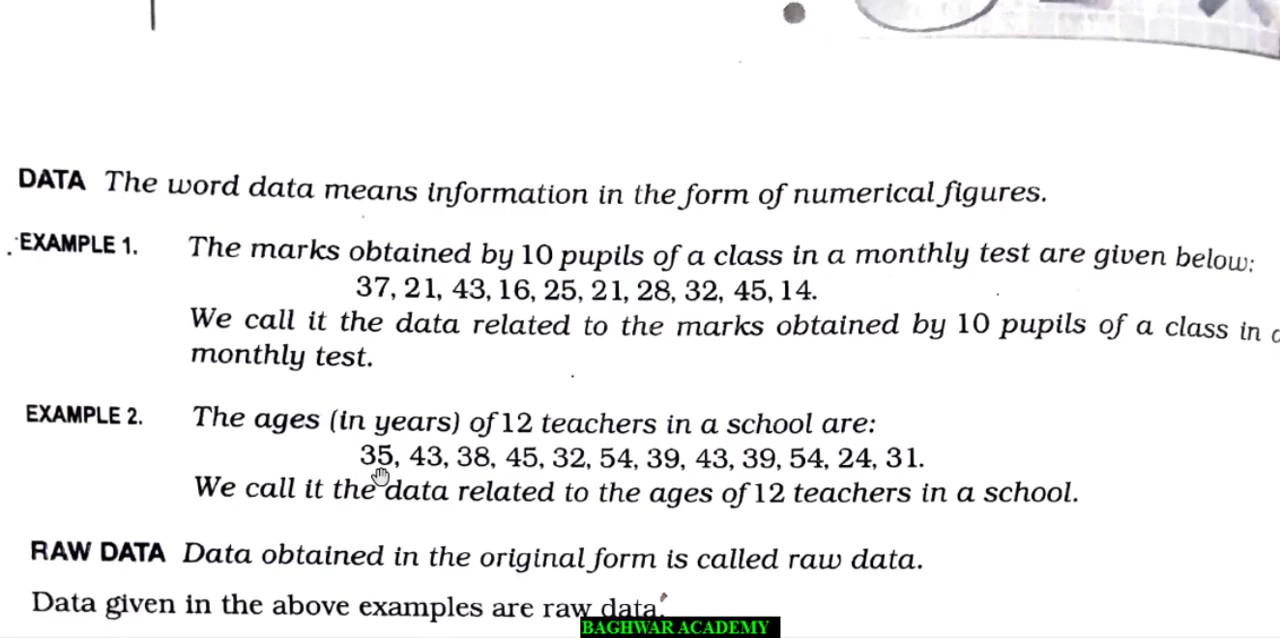 DATA The word data means information in the form of numerical figures.
EXAMPLE 1. The marks obtained by 10 pupils of a class in a monthly test are given below:
37, 21, 43, 16, 25, 21, 28, 32, 45, 14.
We call it the data related to the marks obtained by 10 pupils of a class in a
monthly test.
EXAMPLE 2. The ages (in years) of 12 teachers in a school are:
35, 43, 38, 45, 32, 54, 39, 43, 39, 54, 24, 31.
We call it the data related to the ages of 12 teachers in a school.
RAW DATA Data obtained in the original form is called raw data.
Data given in the above examples are raw data.
BAGHWAR ACADEMY